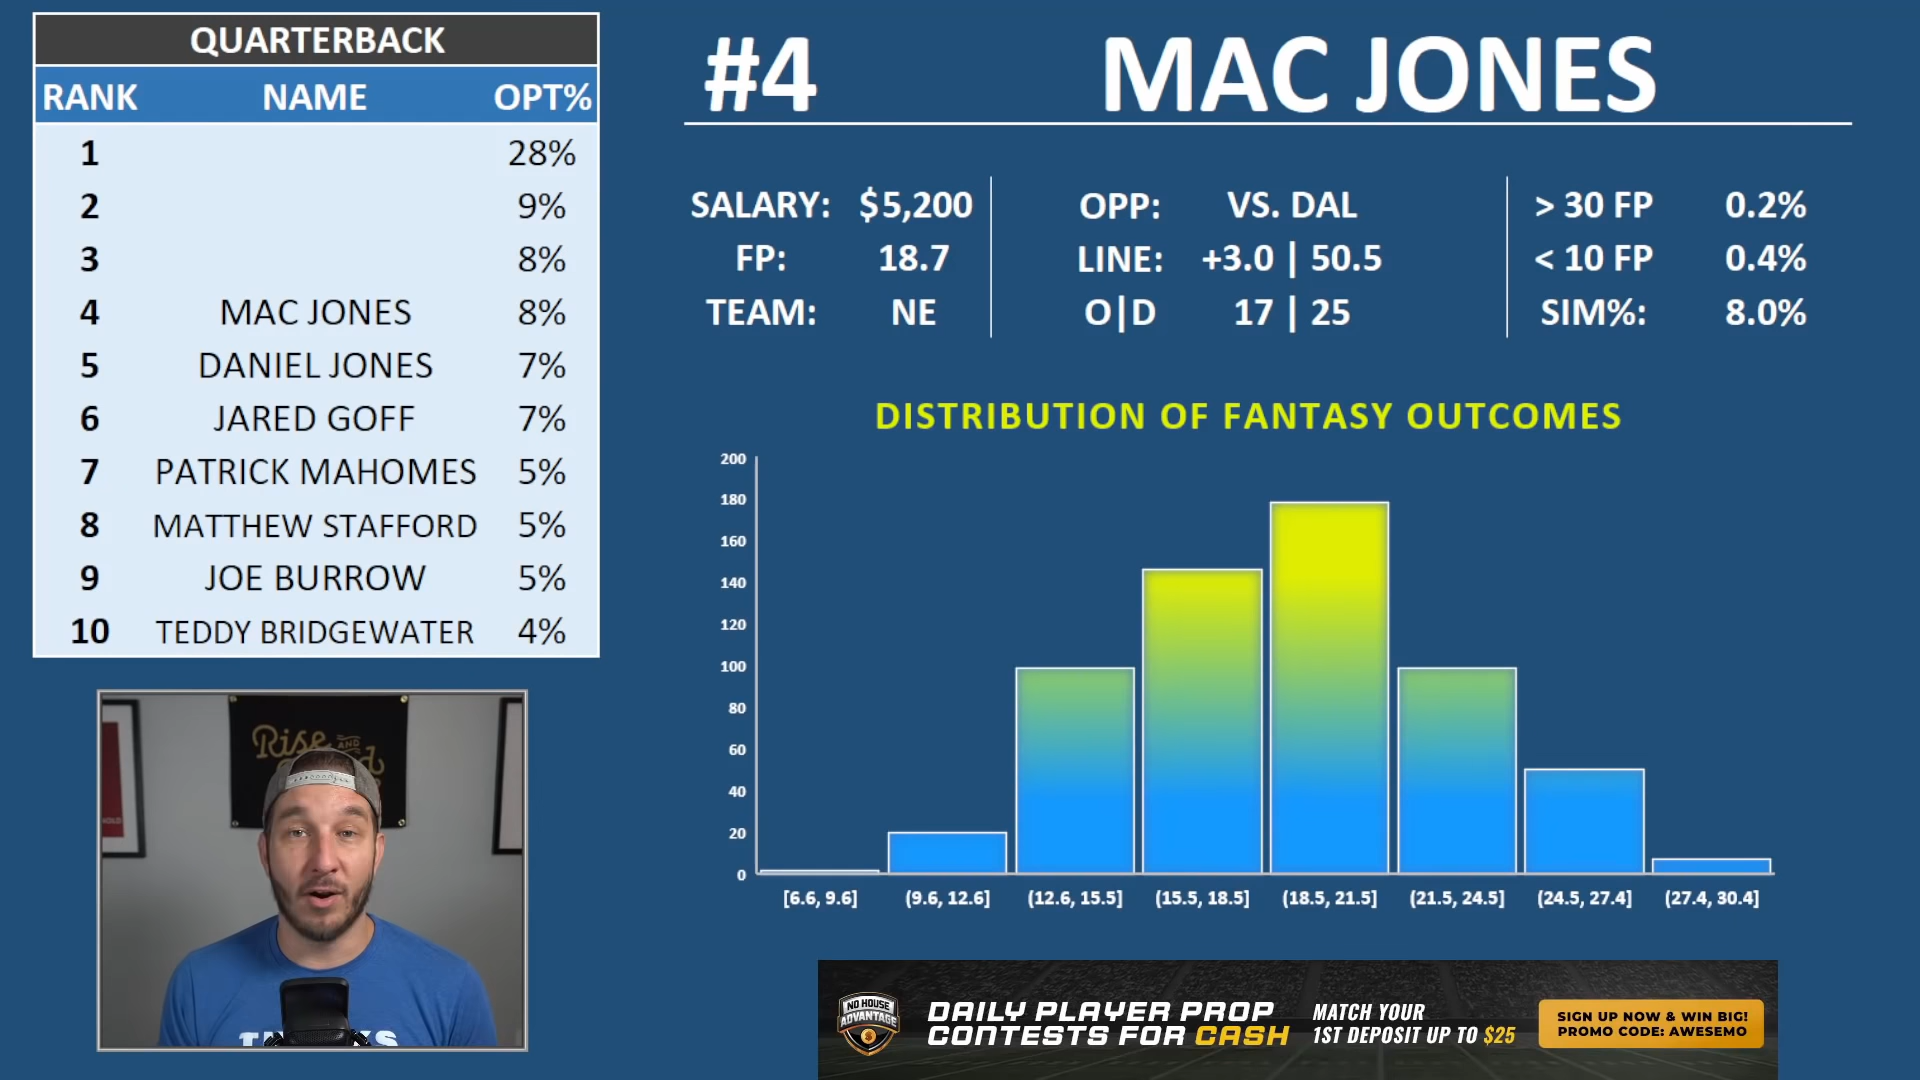 QUARTERBACK
RANK NAME OPT%
1 28%
2 9%
3 8%
4 MAC JONES 8%
5 DANIEL JONES 7%
6 JARED GOFF 7%
7 PATRICK MAHOMES 5%
8 MATTHEW STAFFORD 5%
9 JOE BURROW 5%
10 TEDDY BRIDGEWATER 4%
#4 MAC JONES
SALARY: $5,200
FP: 18.7
TEAM: NE
OPP: VS. DAL
LINE: +3.0 | 50.5
O|D 17 | 25
> 30 FP 0.2%
< 10 FP 0.4%
SIM%: 8.0%
DISTRIBUTION OF FANTASY OUTCOMES
200
180
160
140
120
100
80
60
40
20
0
[6.6, 9.6] (9.6, 12.6] (12.6, 15.5] (15.5, 18.5] (18.5, 21.5] (21.5, 24.5] (24.5, 27.4] (27.4, 30.4]
Rise AND
NO HOUSE
ADVANTAGE
DAILY PLAYER PROP
CONTESTS FOR CASH
MATCH YOUR
1ST DEPOSIT UP TO $25
SIGN UP NOW & WIN BIG!
PROMO CODE: AWESEMO